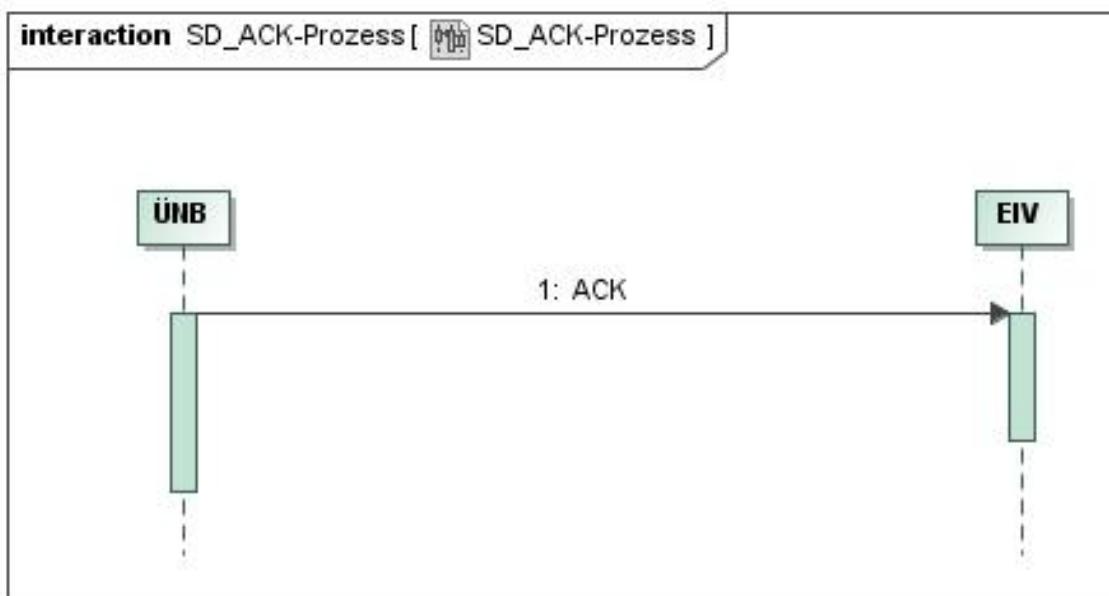 interaction SD_ACK-Prozess[ SD_ACK-Prozess ]
ÜNB
EIV
1: ACK